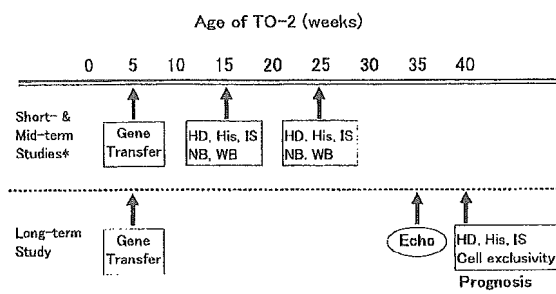 Age of TO-2 (weeks)
0 5 10 15 20 25 30 35 40
Short- &
Mid-term
Studies*
Gene
Transfer
HD, His, IS
NB, WB
HD, His, IS
NB. WB
Long-term
Study
Gene
Transfer
Echo
HD, His, IS
Cell exclusivity
Prognosis